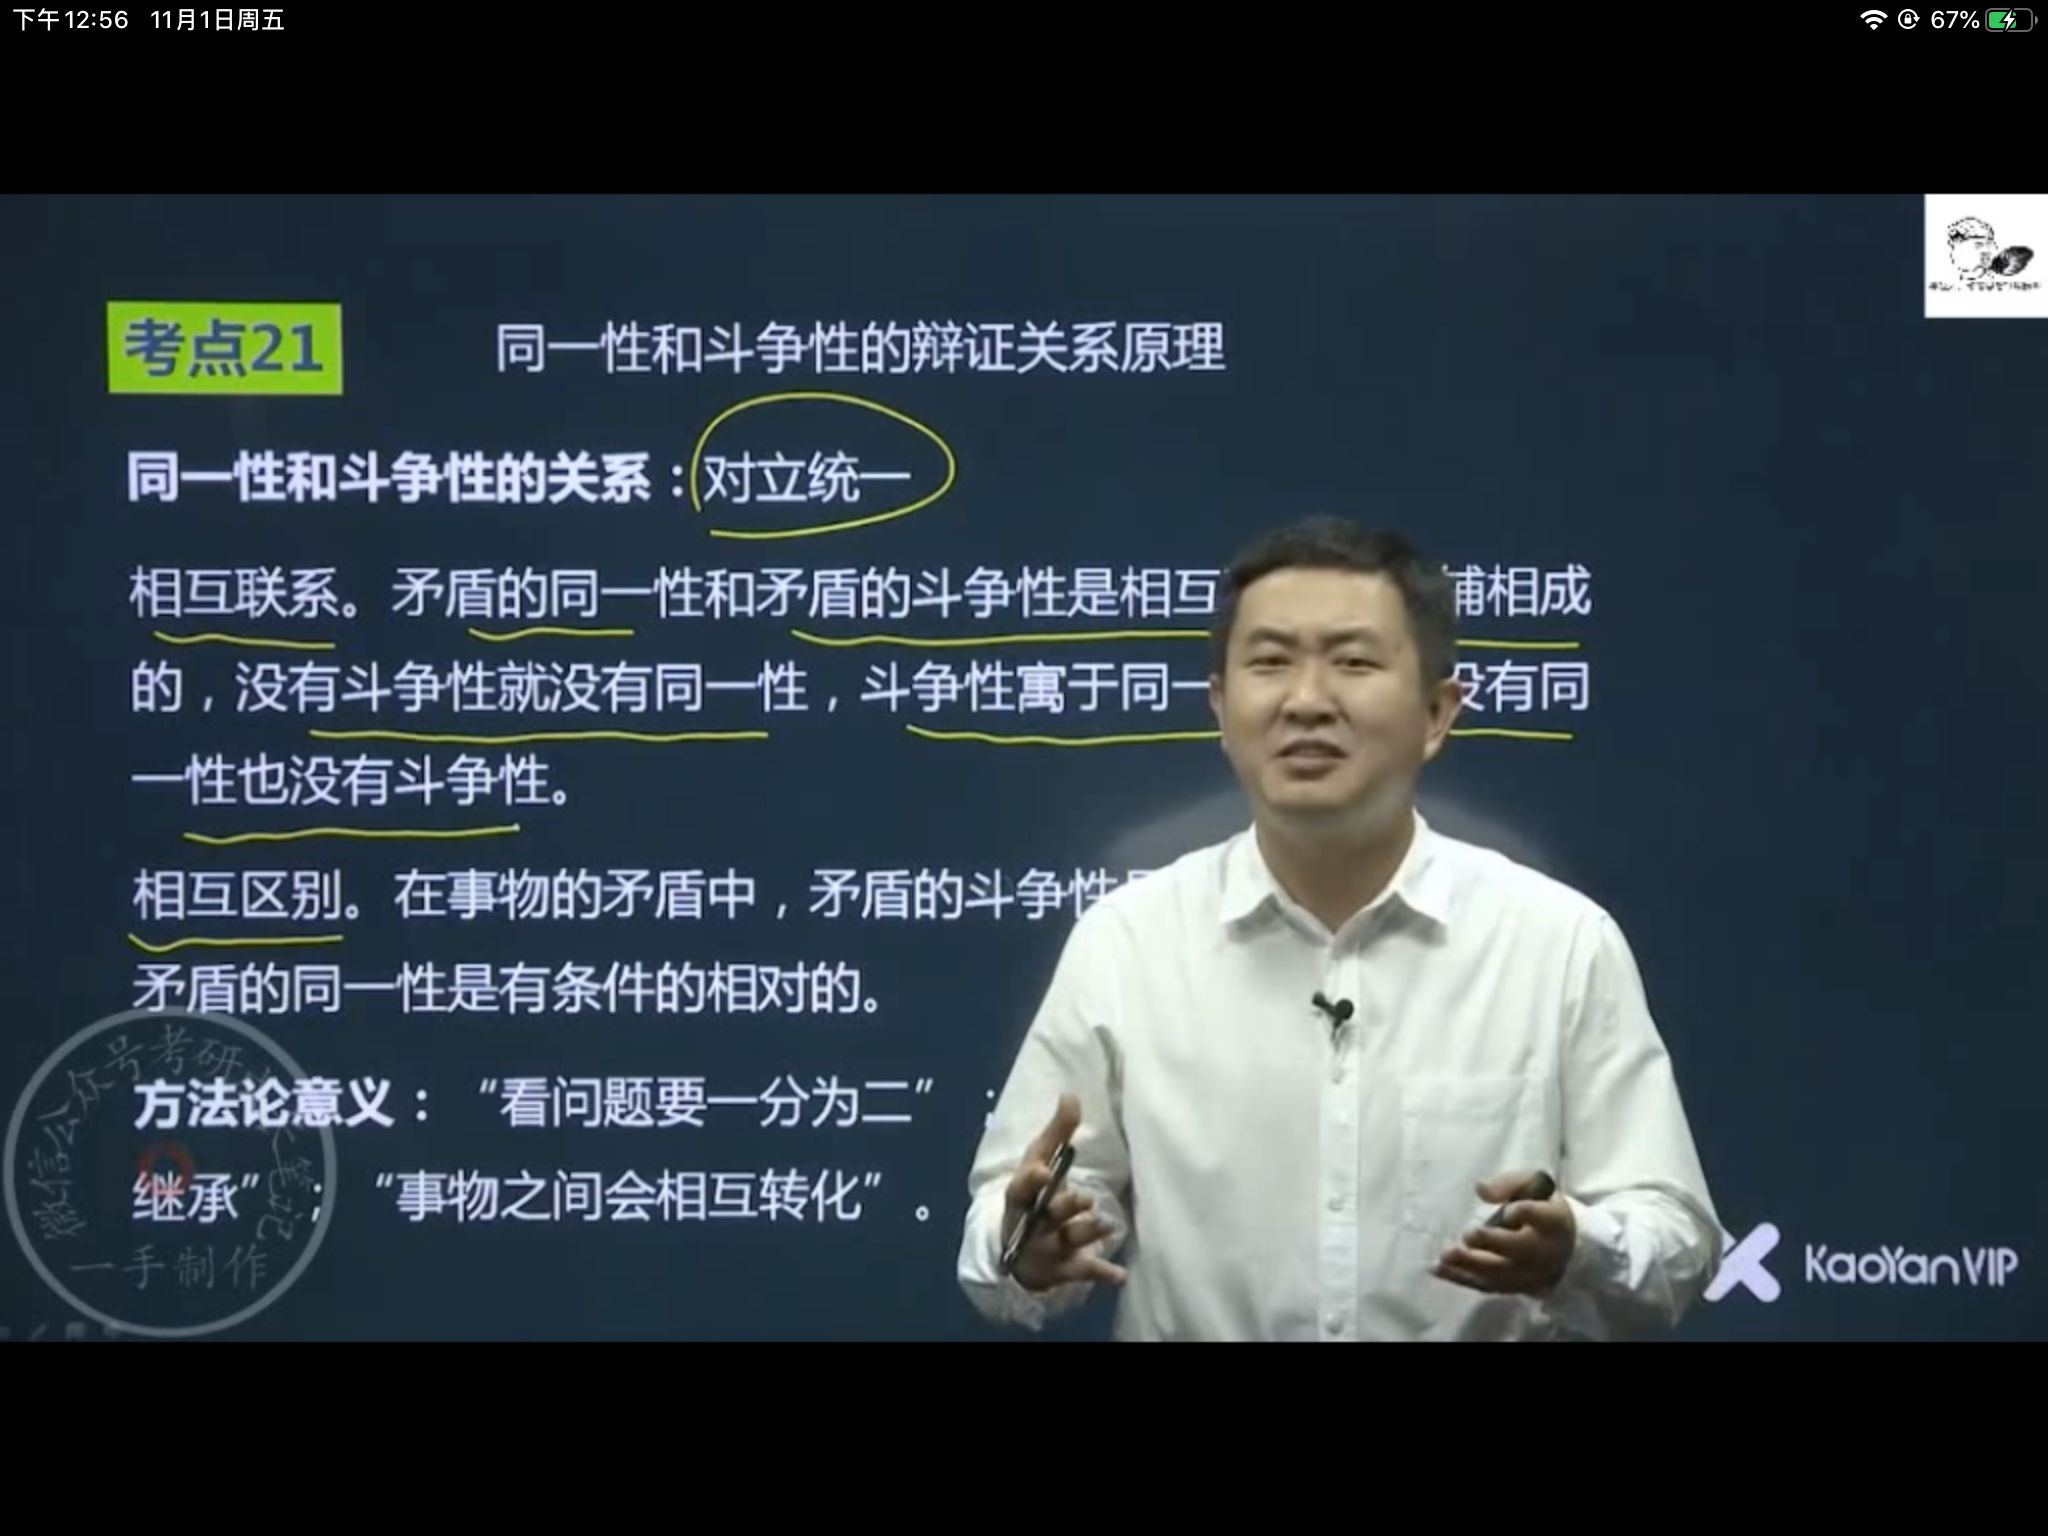 下午12:56 11月1日周五
67%
考点21
同一性和斗争性的辩证关系原理
同一性和斗争性的关系：对立统一
相互联系。矛盾的同一性和矛盾的斗争性是相互 辅相成
的，没有斗争性就没有同一性，斗争性寓于同一 没有同
一性也没有斗争性。
相互区别。在事物的矛盾中，矛盾的斗争性
矛盾的同一性是有条件的相对的。
方法论意义：“看问题要一分为二”；
继承”；“事物之间会相互转化”。
微信公众号考研 笔记
一手制作
KaoYanVIP